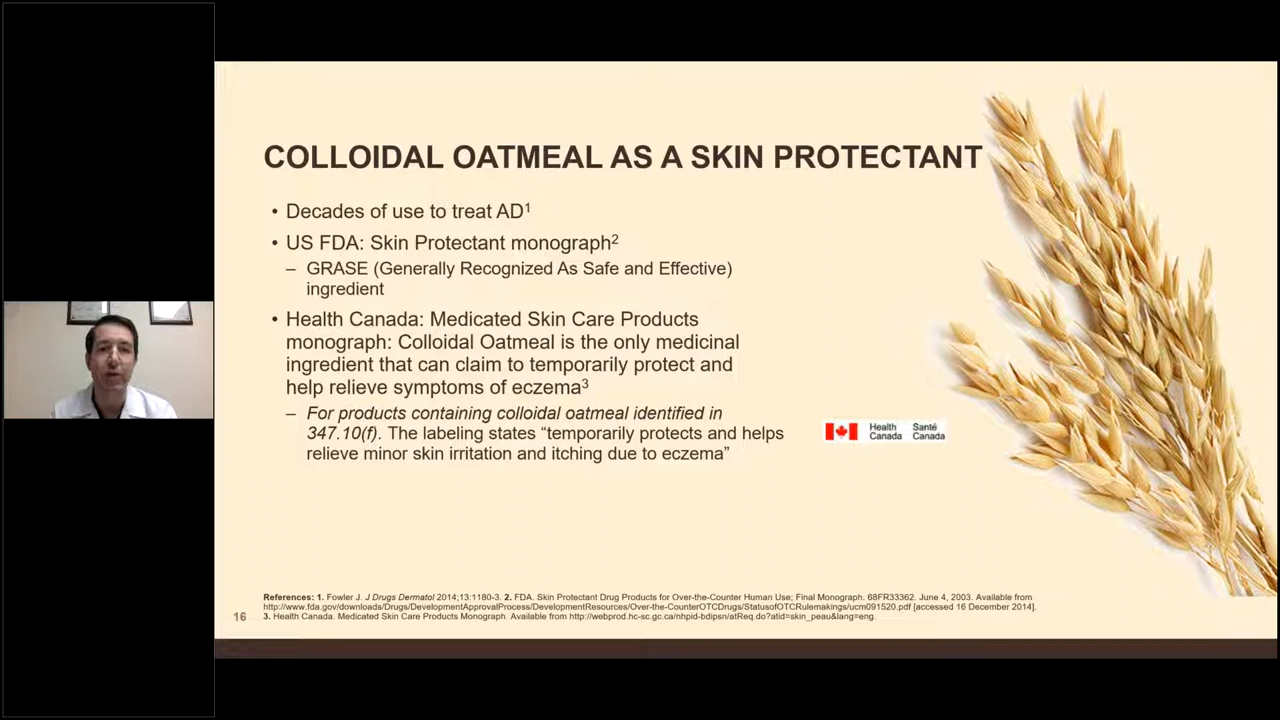 COLLOIDAL OATMEAL AS A SKIN PROTECTANT
• Decades of use to treat AD1
• US FDA: Skin Protectant monograph2
– GRASE (Generally Recognized As Safe and Effective)
ingredient
• Health Canada: Medicated Skin Care Products
monograph: Colloidal Oatmeal is the only medicinal
ingredient that can claim to temporarily protect and
help relieve symptoms of eczema3
– For products containing colloidal oatmeal identified in
347.10(f). The labeling states “temporarily protects and helps
relieve minor skin irritation and itching due to eczema”
Health Santé
Canada Canada
References: 1. Fowler J. J Drugs Dermatol 2014;13:1180-3. 2. FDA. Skin Protectant Drug Products for Over-the-Counter Human Use; Final Monograph. 68FR33362. June 4, 2003. Available from
http://www.fda.gov/downloads/Drugs/DevelopmentApprovalProcess/DevelopmentResources/Over-the-CounterOTCDrugs/StatusofOTCRulemakings/ucm091520.pdf [accessed 16 December 2014].
3. Health Canada. Medicated Skin Care Products Monograph. Available from http://webprod.hc-sc.gc.ca/nhpid-bdipsn/atReq.do?atid=skin_peau&lang=eng.
16